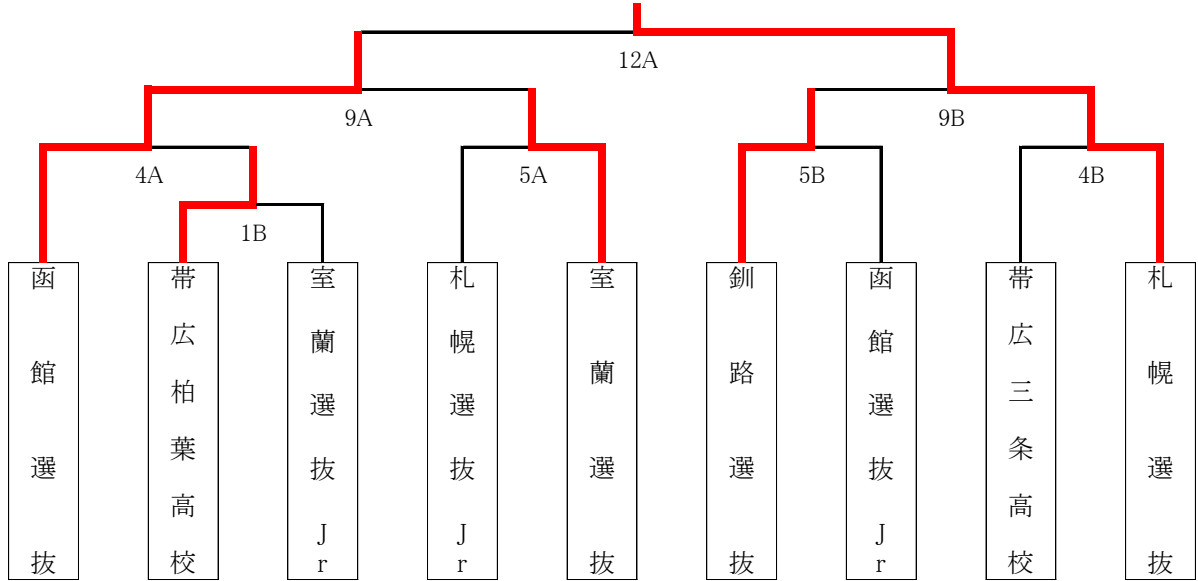 12A
9A
9B
4A
5A
5B
4B
1B
函館選抜
帯広柏葉高校
室蘭選抜Jr
札幌選抜Jr
室蘭選抜
釧路選抜
函館選抜Jr
帯広三条高校
札幌選抜